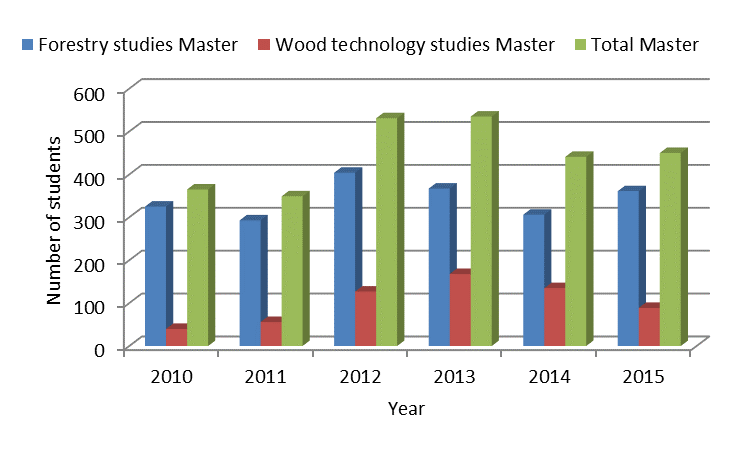 Forestry studies Master Wood technology studies Master Total Master
600
500
400
300
200
100
0
Number of students
2010 2011 2012 2013 2014 2015
Year